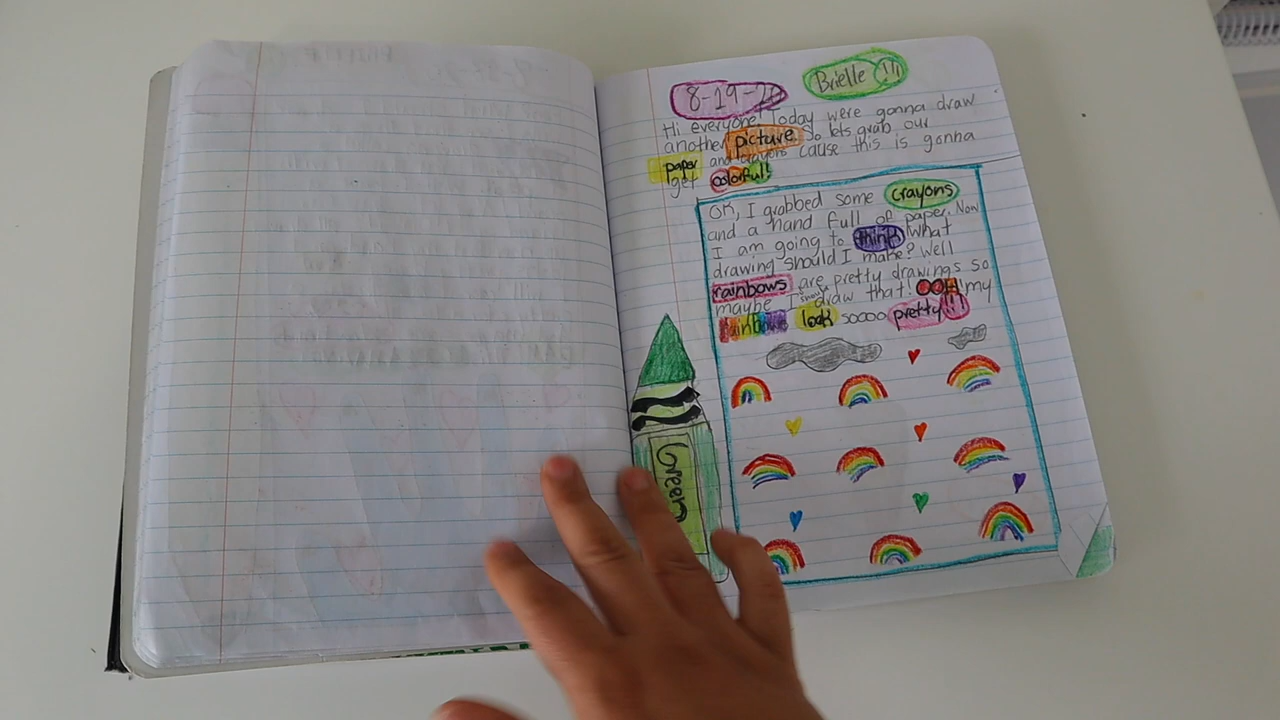 8-19-20
Brielle !!!
Hi everyone! Today were gonna draw
another picture. So lets grab our
paper and crayons cause this is gonna
get colorful!
OK, I grabbed some crayons
and a hand full of paper. Now
I am going to think what
drawing should I make? Well
rainbows are pretty drawings so
maybe I should draw that! OOH! my
rainbows look soooo pretty!!!
Green